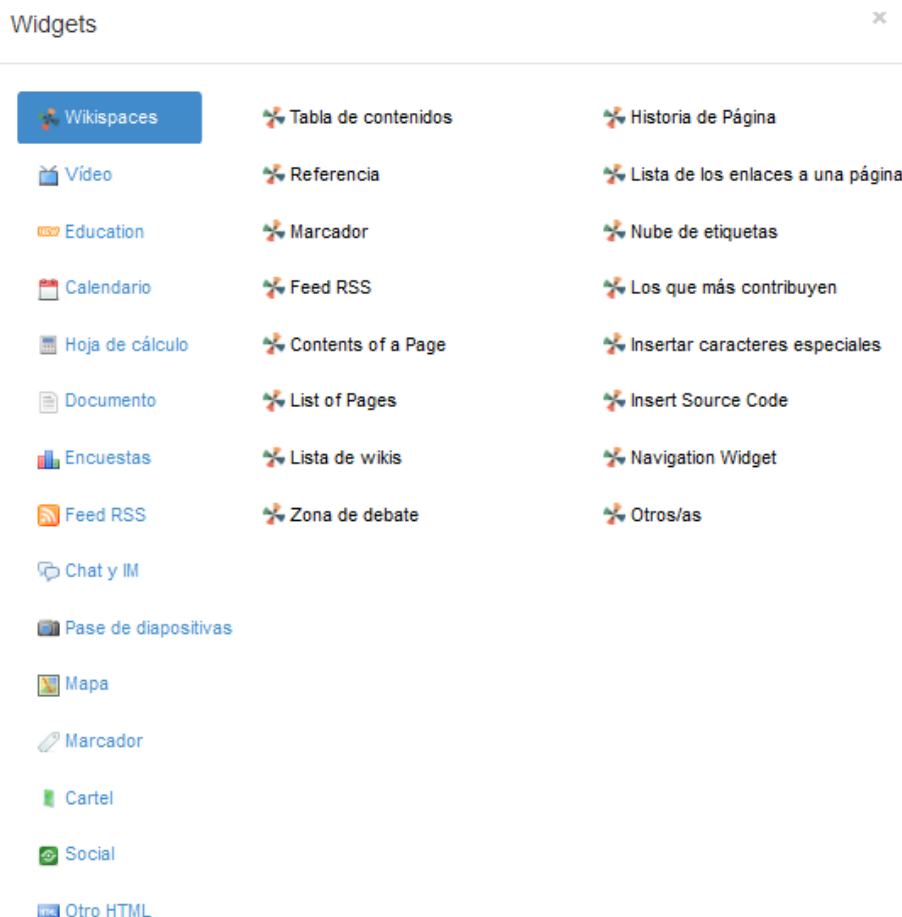 Widgets
×
Wikispaces
Tabla de contenidos
Historia de Página
Vídeo
Referencia
Lista de los enlaces a una página
NEW Education
Marcador
Nube de etiquetas
Calendario
Feed RSS
Los que más contribuyen
Hoja de cálculo
Contents of a Page
Insertar caracteres especiales
Documento
List of Pages
Insert Source Code
Encuestas
Lista de wikis
Navigation Widget
Feed RSS
Zona de debate
Otros/as
Chat y IM
Pase de diapositivas
Mapa
Marcador
Cartel
Social
HTML Otro HTML